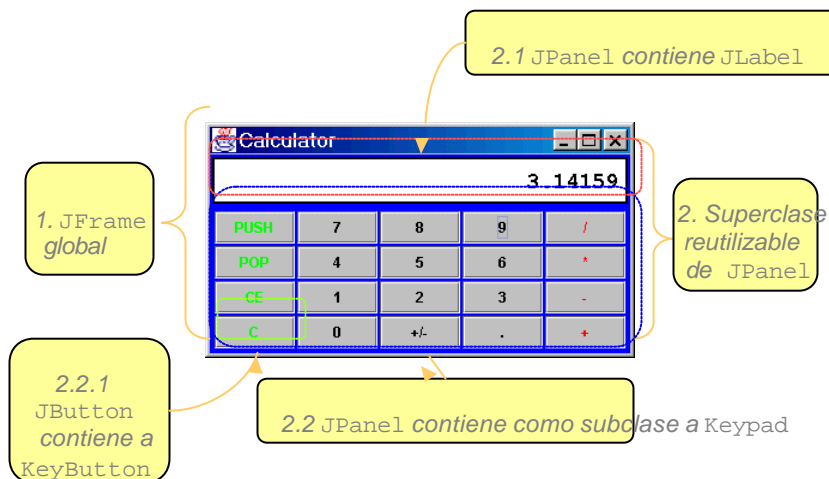 2.1 JPanel contiene JLabel
Calculator
3.14159
1. JFrame
global
2. Superclase
reutilizable
de JPanel
PUSH 7 8 9 /
POP 4 5 6 *
CE 1 2 3 -
C 0 +/- . +
2.2.1
JButton
contiene a
KeyButton
2.2 JPanel contiene como subclase a Keypad